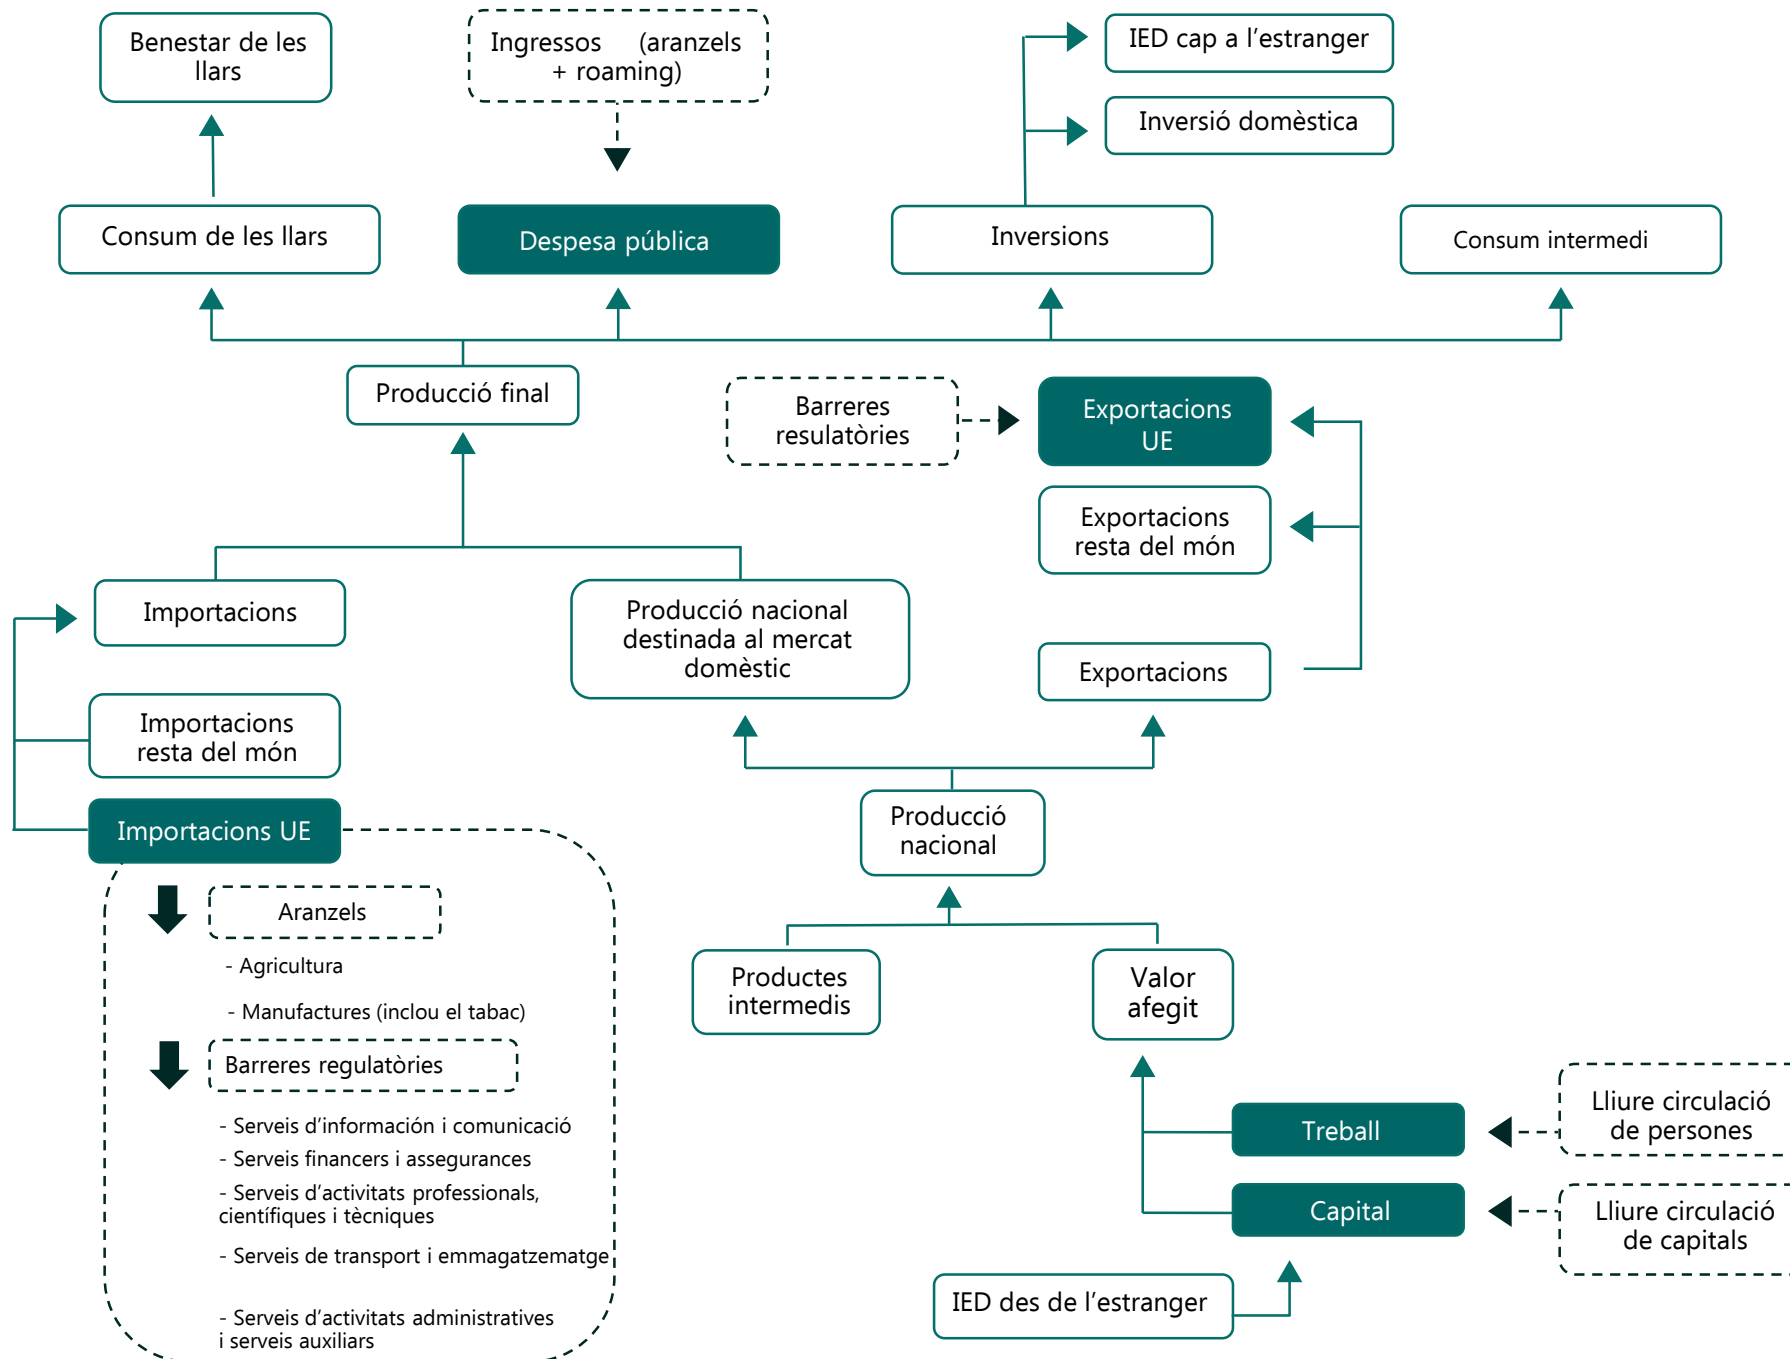 Benestar de les
llars
Ingressos (aranzels
+ roaming)
IED cap a l'estranger
Inversió domèstica
Consum de les llars
Despesa pública
Inversions
Consum intermedi
Producció final
Barreres
resulatòries
Exportacions
UE
Exportacions
resta del món
Importacions
Producció nacional
destinada al mercat
domèstic
Exportacions
Importacions
resta del món
Importacions UE
Producció
nacional
Aranzels
- Agricultura
- Manufactures (inclou el tabac)
Barreres regulatòries
- Serveis d'información i comunicació
- Serveis financers i assegurances
- Serveis d'activitats professionals,
científiques i tècniques
- Serveis de transport i emmagatzematge
- Serveis d'activitats administratives
i serveis auxiliars
Productes
intermedis
Valor
afegit
Treball
Lliure circulació
de persones
Capital
Lliure circulació
de capitals
IED des de l'estranger